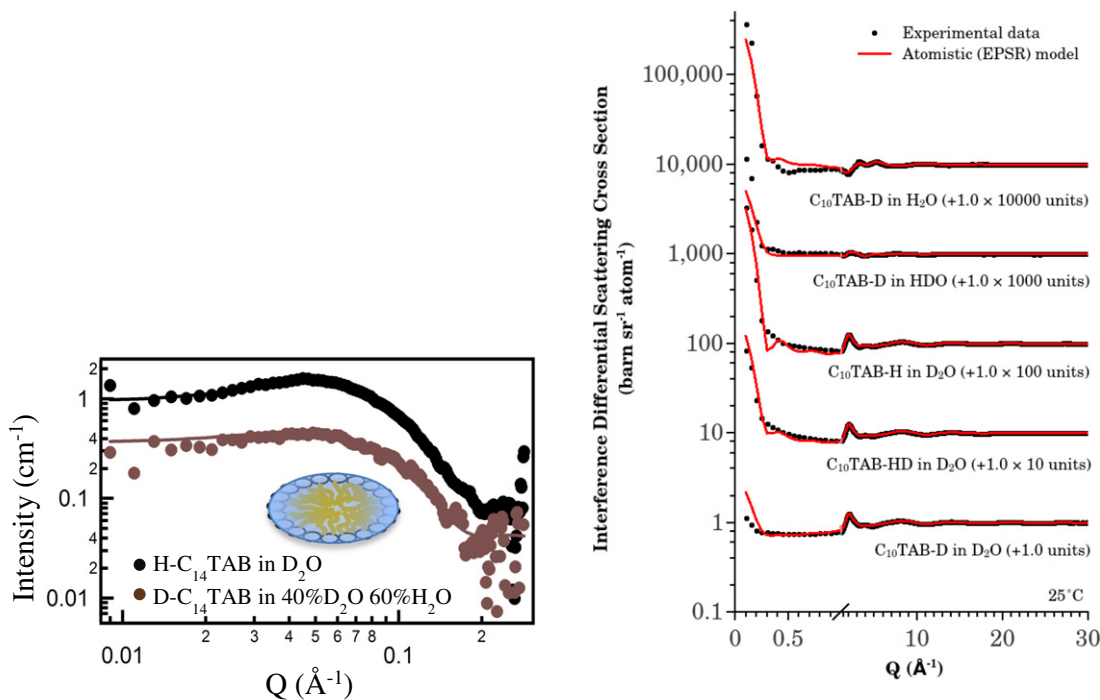 2
1
4
2
0.1
4
2
0.01
Intensity (cm⁻¹)
H-C₁₄TAB in D₂O
D-C₁₄TAB in 40%D₂O 60%H₂O
0.01 2 3 4 5 6 7 8 0.1 2
Q (Å⁻¹)
Experimental data
Atomistic (EPSR) model
Interference Differential Scattering Cross Section
(barn sr⁻¹ atom⁻¹)
100,000
10,000
1,000
100
10
1
0.1
C₁₀TAB-D in H₂O (+1.0 × 10000 units)
C₁₀TAB-D in HDO (+1.0 × 1000 units)
C₁₀TAB-H in D₂O (+1.0 × 100 units)
C₁₀TAB-HD in D₂O (+1.0 × 10 units)
C₁₀TAB-D in D₂O (+1.0 units)
25°C
0 0.5 10 20 30
Q (Å⁻¹)